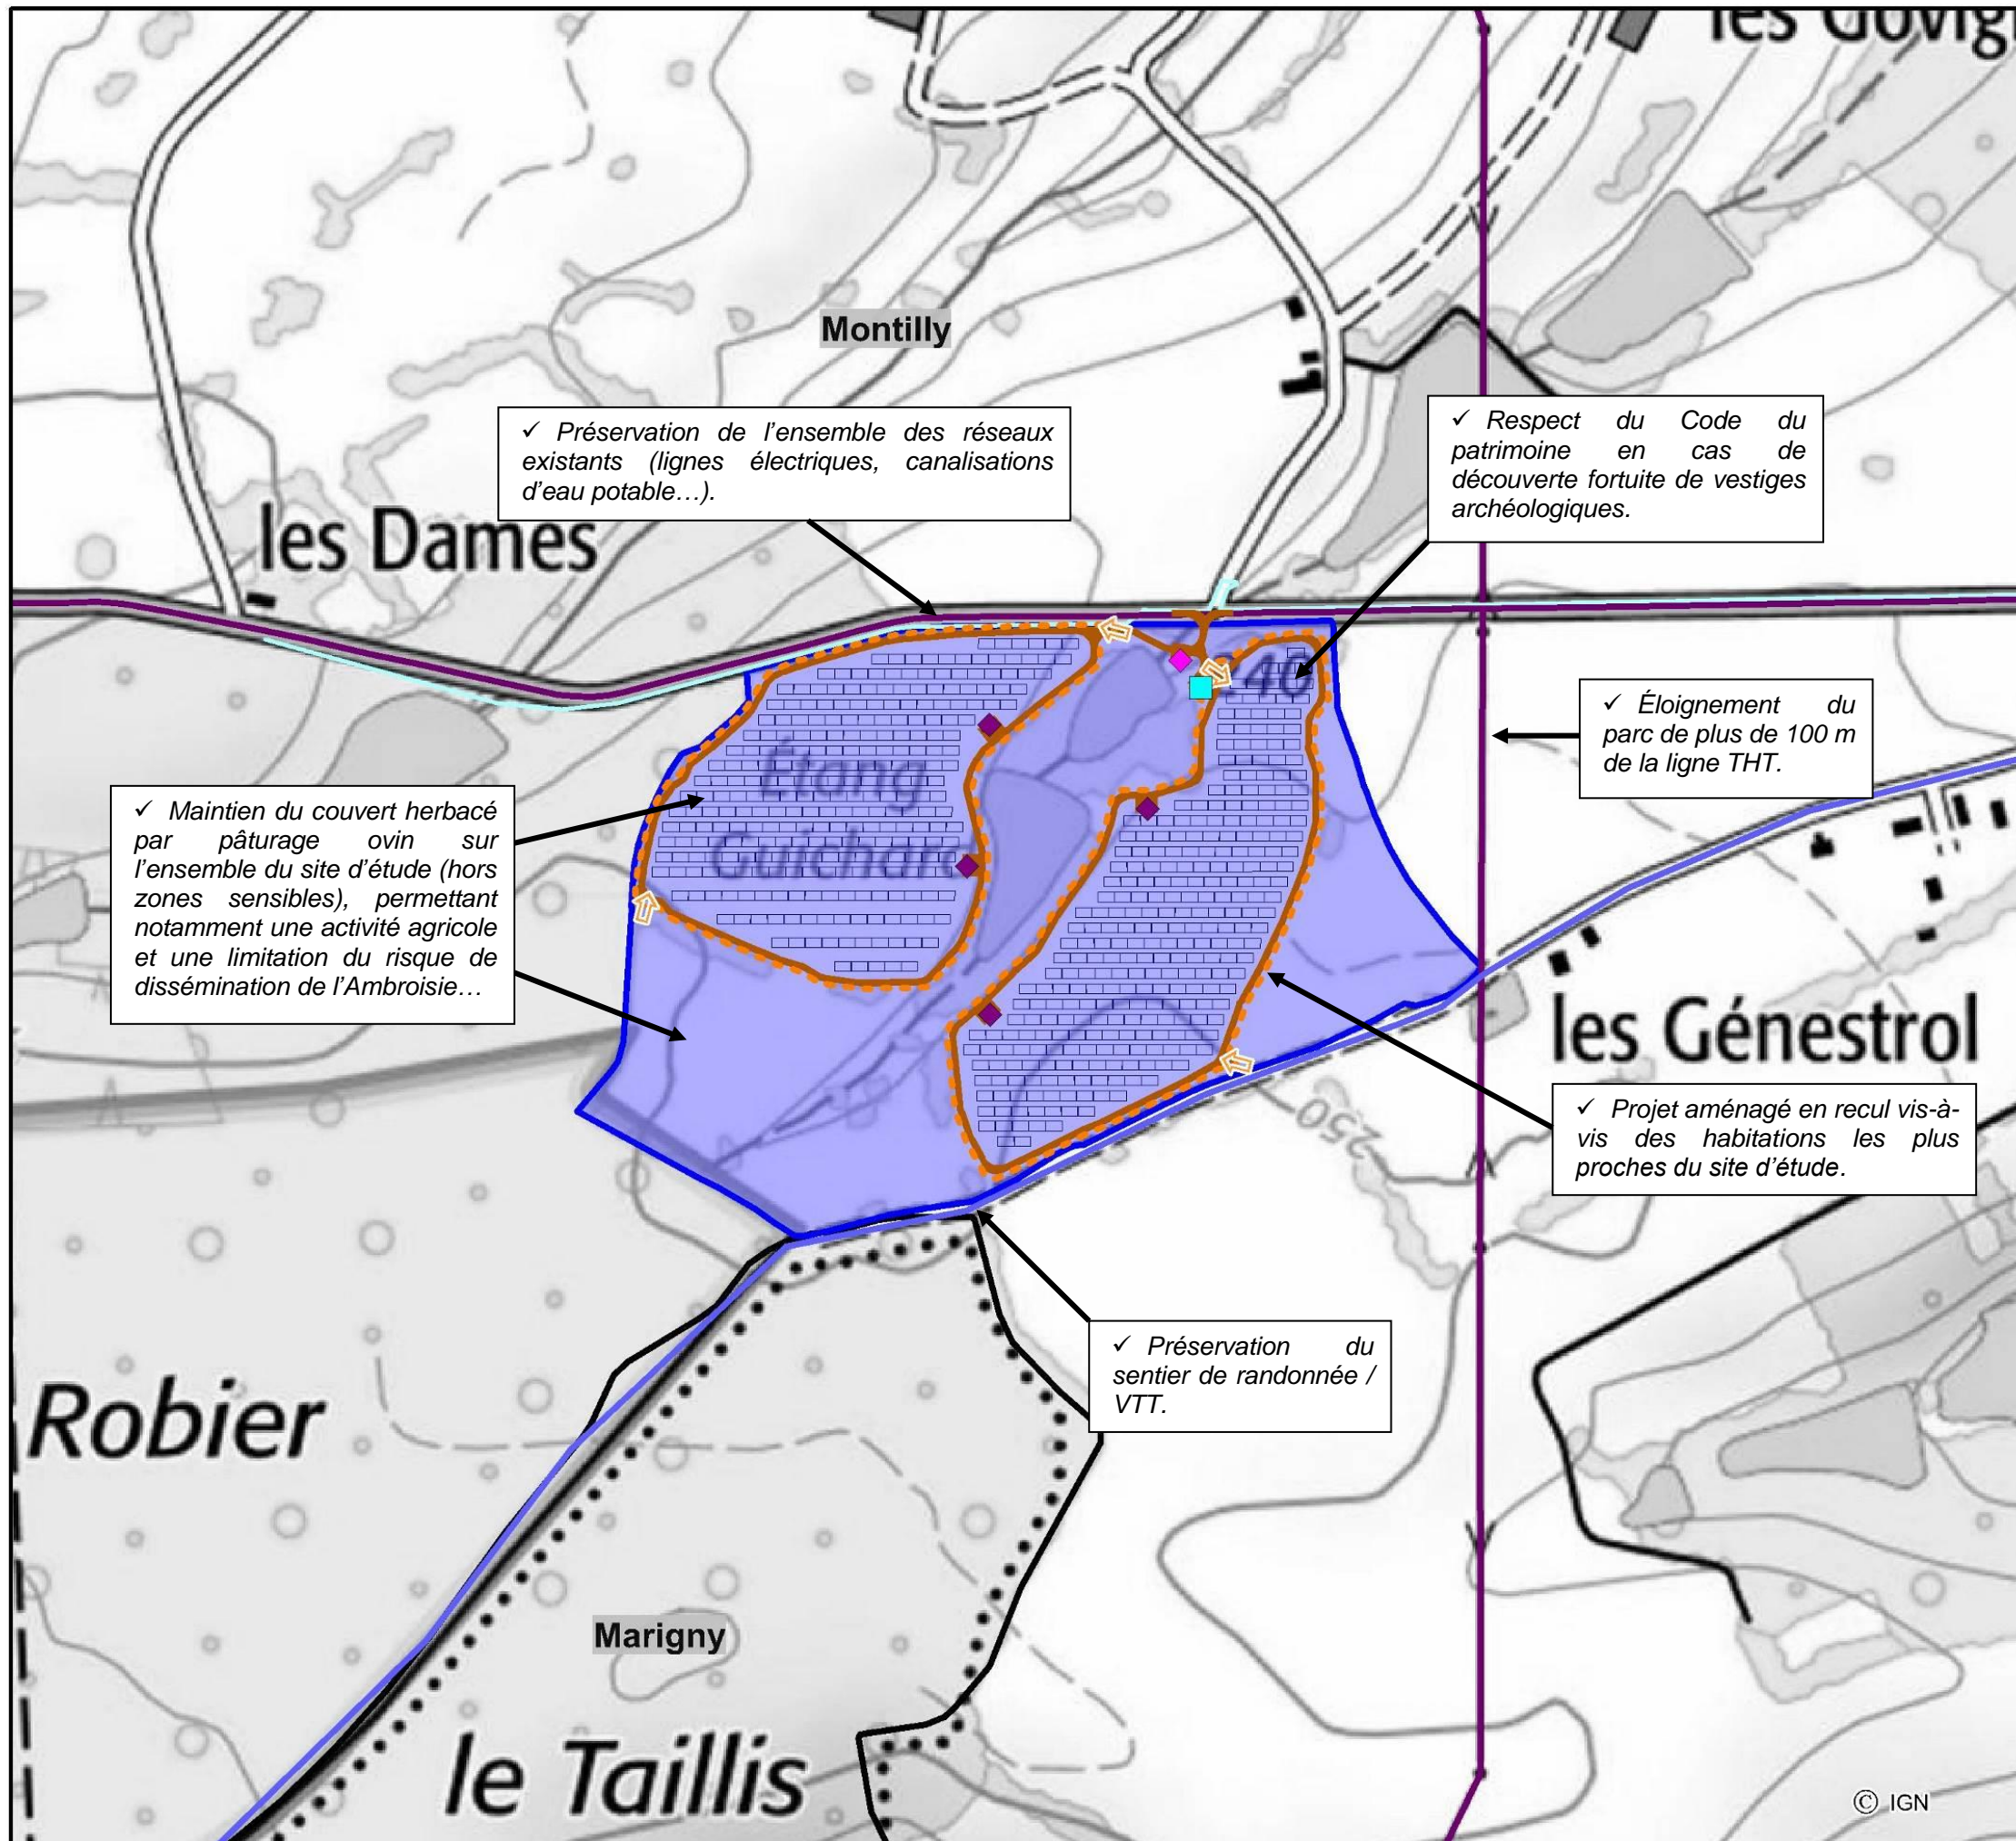 les Govig
Montilly
✓ Préservation de l'ensemble des réseaux
existants (lignes électriques, canalisations
d'eau potable…).
✓ Respect du Code du
patrimoine en cas de
découverte fortuite de vestiges
archéologiques.
les Dames
240
✓ Éloignement du
parc de plus de 100 m
de la ligne THT.
Étang
Guichard
✓ Maintien du couvert herbacé
par pâturage ovin sur
l'ensemble du site d'étude (hors
zones sensibles), permettant
notamment une activité agricole
et une limitation du risque de
dissémination de l'Ambroisie…
les Génestrol
250
✓ Projet aménagé en recul vis-à-
vis des habitations les plus
proches du site d'étude.
✓ Préservation du
sentier de randonnée /
VTT.
Robier
Marigny
le Taillis
© IGN